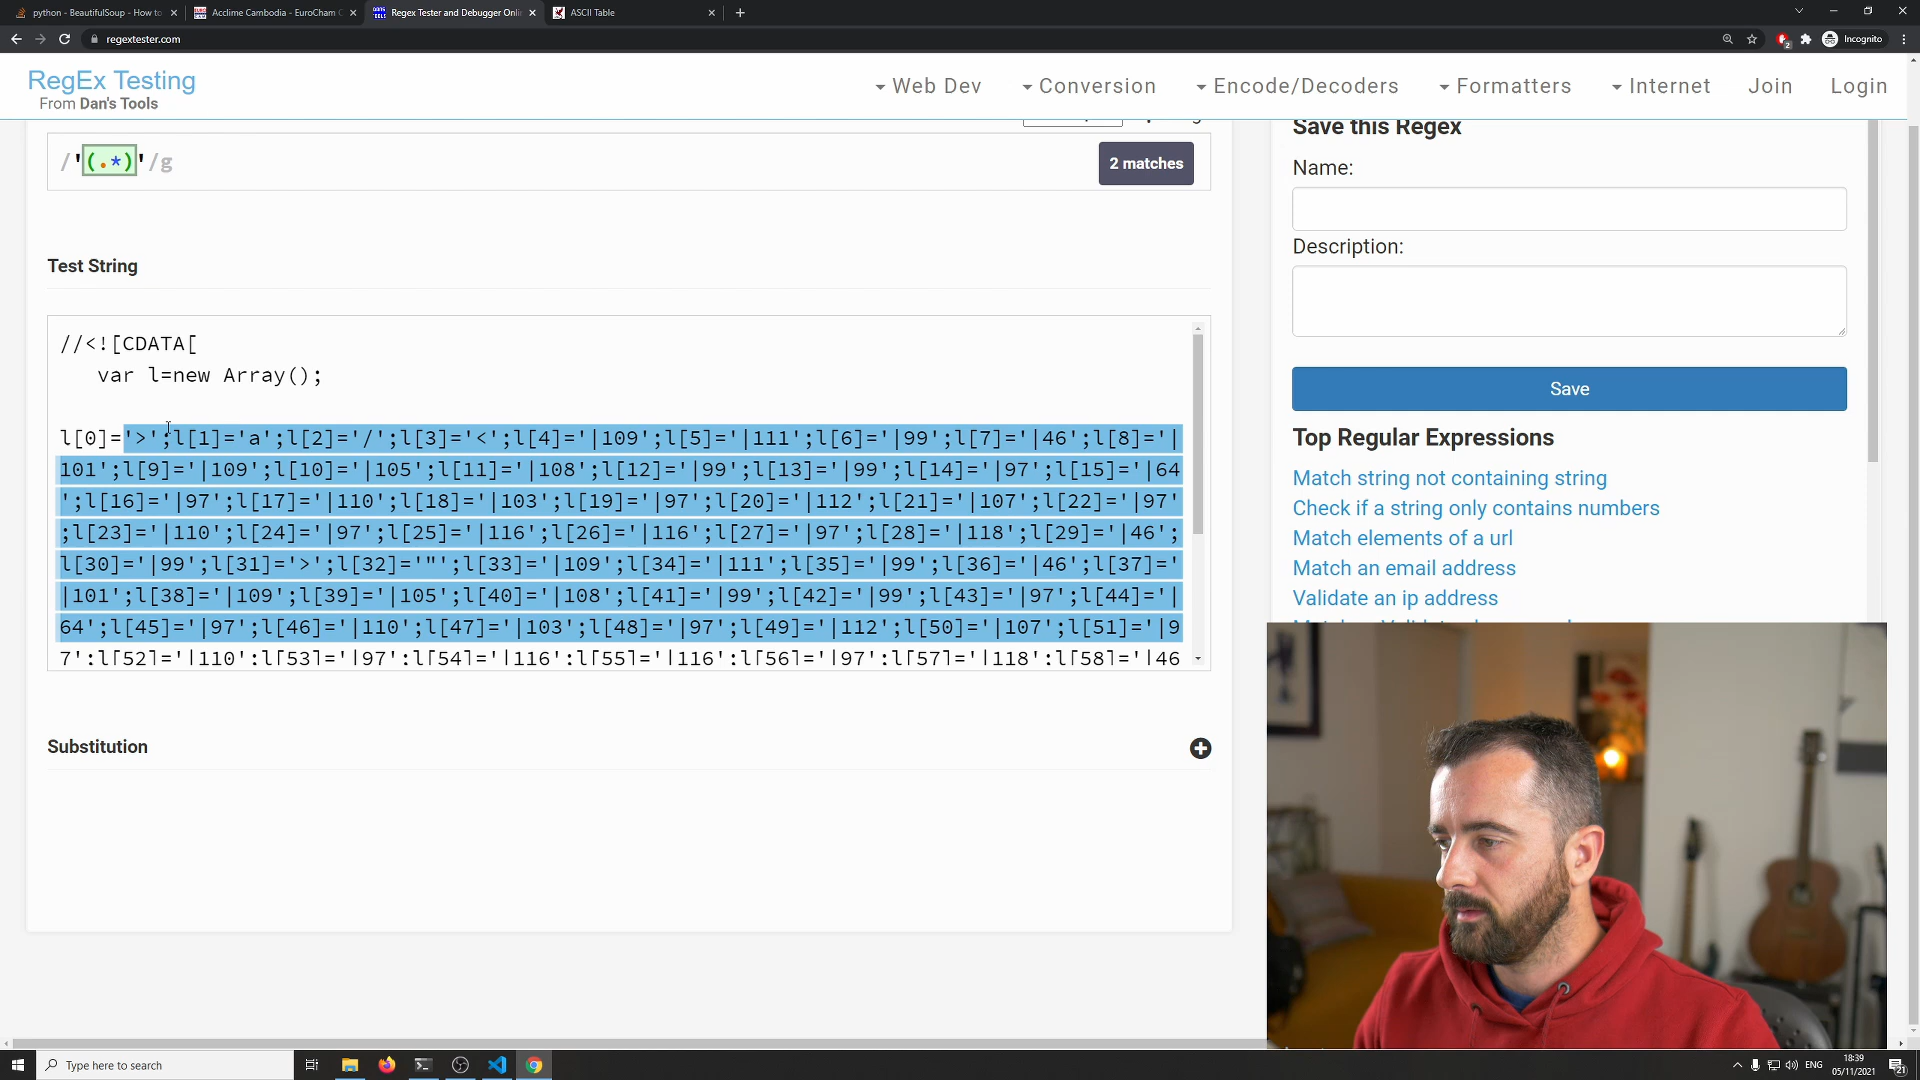 python - BeautifulSoup - How to
Acclime Cambodia - EuroCham C
Regex Tester and Debugger Onli
ASCII Table
regextester.com
Incognito
RegEx Testing
From Dan's Tools
Web Dev
Conversion
Encode/Decoders
Formatters
Internet
Join
Login
/'(.*)'/g
2 matches
Test String
//<![CDATA[
var l=new Array();
l[0]='>';l[1]='a';l[2]='/';l[3]='<';l[4]='|109';l[5]='|111';l[6]='|99';l[7]='|46';l[8]='|
101';l[9]='|109';l[10]='|105';l[11]='|108';l[12]='|99';l[13]='|99';l[14]='|97';l[15]='|64
';l[16]='|97';l[17]='|110';l[18]='|103';l[19]='|97';l[20]='|112';l[21]='|107';l[22]='|97'
;l[23]='|110';l[24]='|97';l[25]='|116';l[26]='|116';l[27]='|97';l[28]='|118';l[29]='|46';
l[30]='|99';l[31]='>';l[32]='"';l[33]='|109';l[34]='|111';l[35]='|99';l[36]='|46';l[37]='
|101';l[38]='|109';l[39]='|105';l[40]='|108';l[41]='|99';l[42]='|99';l[43]='|97';l[44]='|
64';l[45]='|97';l[46]='|110';l[47]='|103';l[48]='|97';l[49]='|112';l[50]='|107';l[51]='|9
7';l[52]='|110';l[53]='|97';l[54]='|116';l[55]='|116';l[56]='|97';l[57]='|118';l[58]='|46
Substitution
Save this Regex
Name:
Description:
Save
Top Regular Expressions
Match string not containing string
Check if a string only contains numbers
Match elements of a url
Match an email address
Validate an ip address
Type here to search
ENG
18:39
05/11/2021
21